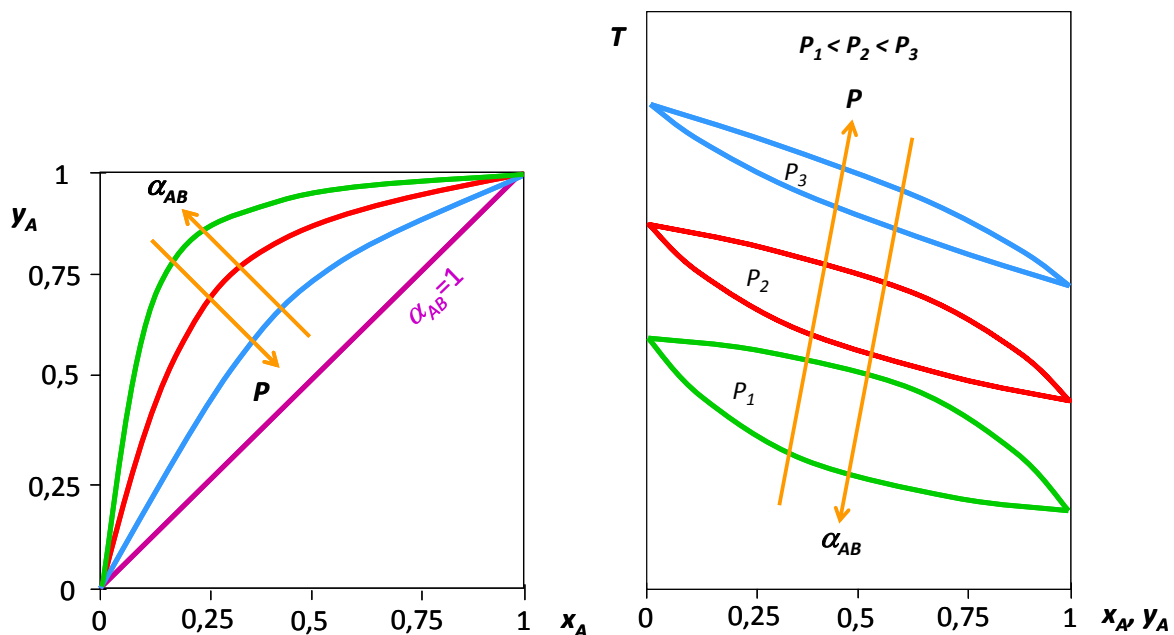 1
y_A
0,75
0,5
0,25
0
0
0,25
0,5
0,75
1
x_A
α_AB
P
α_AB=1
T
P_1 < P_2 < P_3
P
P_3
P_2
P_1
α_AB
0
0,25
0,5
0,75
1
x_A, y_A